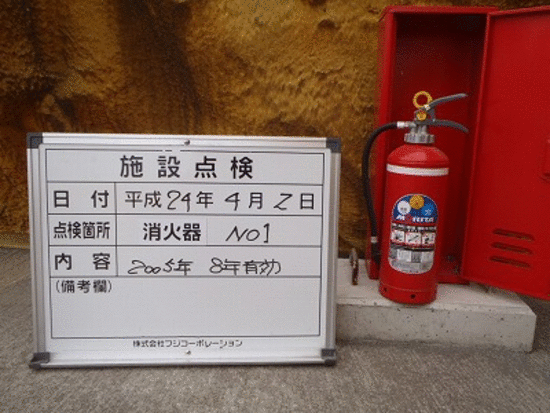 施設点検
日付 平成24年4月2日
点検箇所 消火器 NO1
内容 2005年 8年有効
(備考欄)
株式会社フジコーポレーション
MORITA